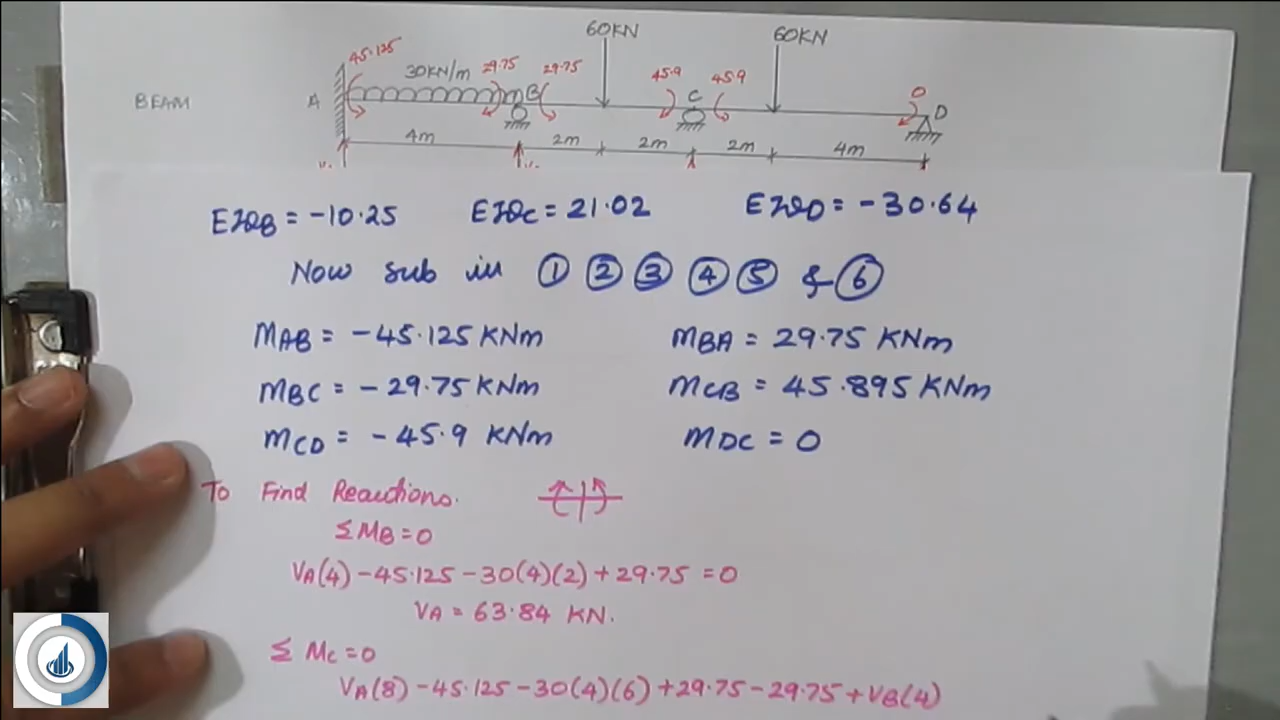 60KN 60KN
45.125 30KN/m 29.75 29.75 45.9 45.9 0
BEAM A B C D
4m 2m 2m 2m 4m
EIθB = -10.25 EIθC = 21.02 EIθD = -30.64
Now sub in ① ② ③ ④ ⑤ & ⑥
MAB = -45.125 KNm MBA = 29.75 KNm
MBC = -29.75 KNm MCB = 45.895 KNm
MCD = -45.9 KNm MDC = 0
To Find Reactions.
ΣMB = 0
VA(4) -45.125 -30(4)(2) +29.75 = 0
VA = 63.84 KN.
Σ MC = 0
VA(8) -45.125 -30(4)(6) +29.75 -29.75 +VB(4)